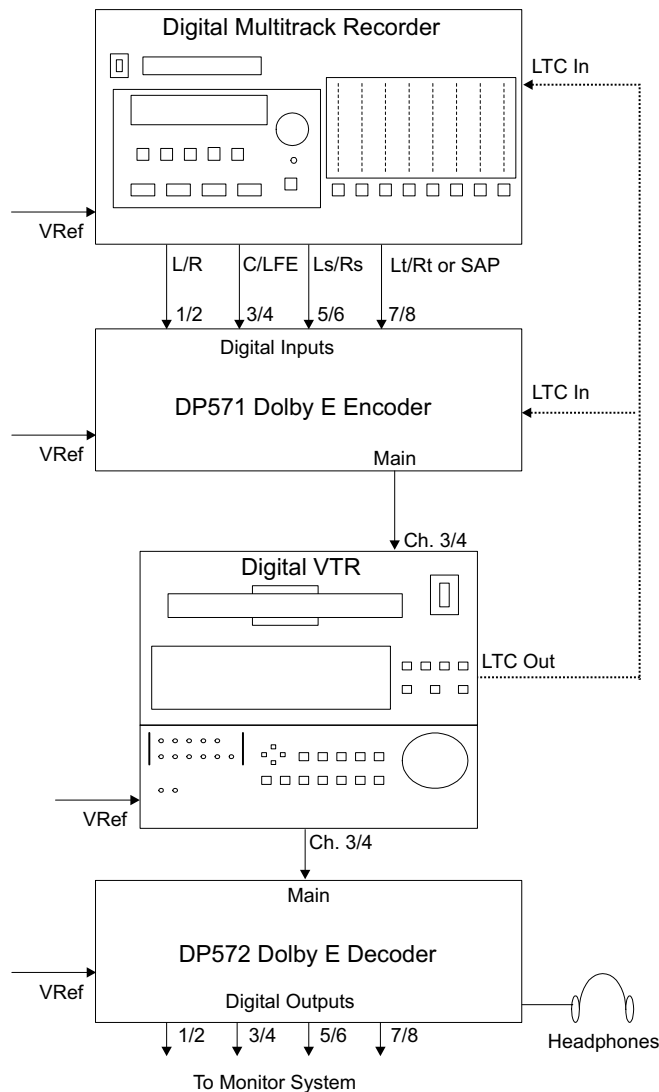 Digital Multitrack Recorder
LTC In
VRef
L/R
C/LFE
Ls/Rs
Lt/Rt or SAP
1/2
3/4
5/6
7/8
Digital Inputs
DP571 Dolby E Encoder
LTC In
VRef
Main
Ch. 3/4
Digital VTR
LTC Out
VRef
Ch. 3/4
Main
DP572 Dolby E Decoder
VRef
Digital Outputs
Headphones
1/2
3/4
5/6
7/8
To Monitor System